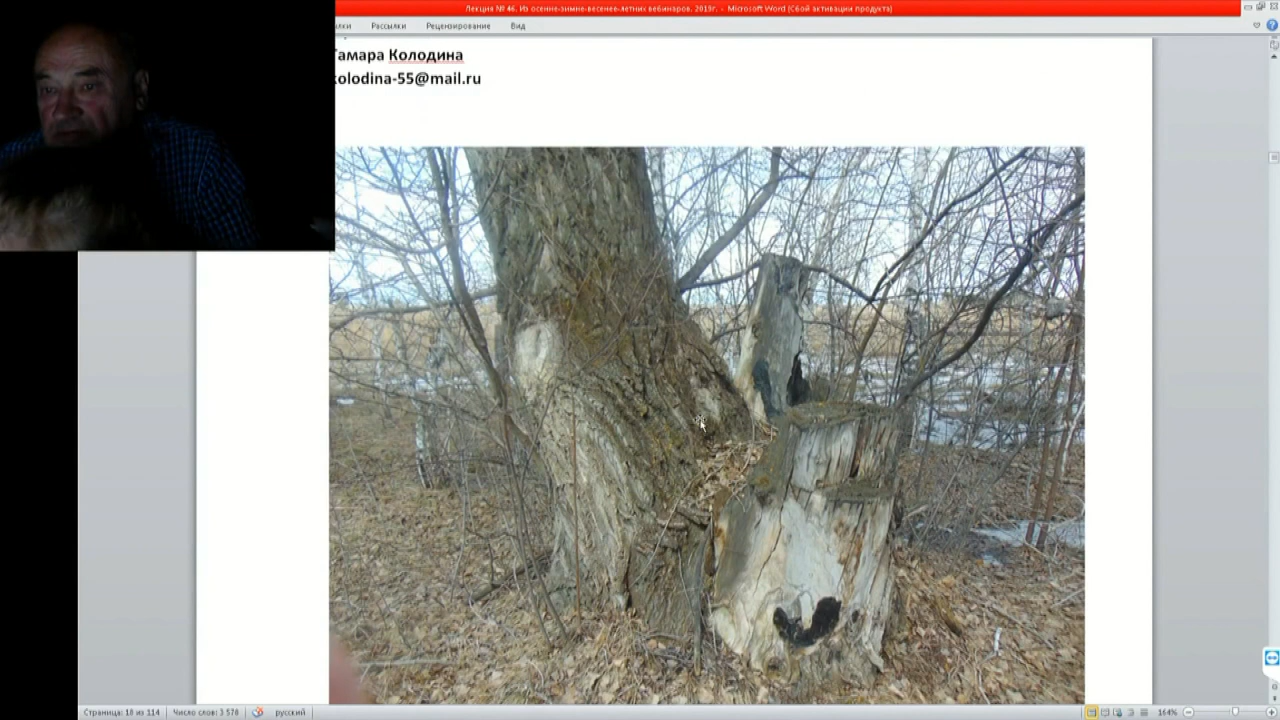 Лекция № 46. Из осенне-зимне-весенее-летних вебинаров. 2019г. - Microsoft Word (Сбой активации продукта)
Рассылки Рецензирование Вид
Тамара Колодина
kolodina-55@mail.ru
Страница: 18 из 114 Число слов: 3 578 русский 164%